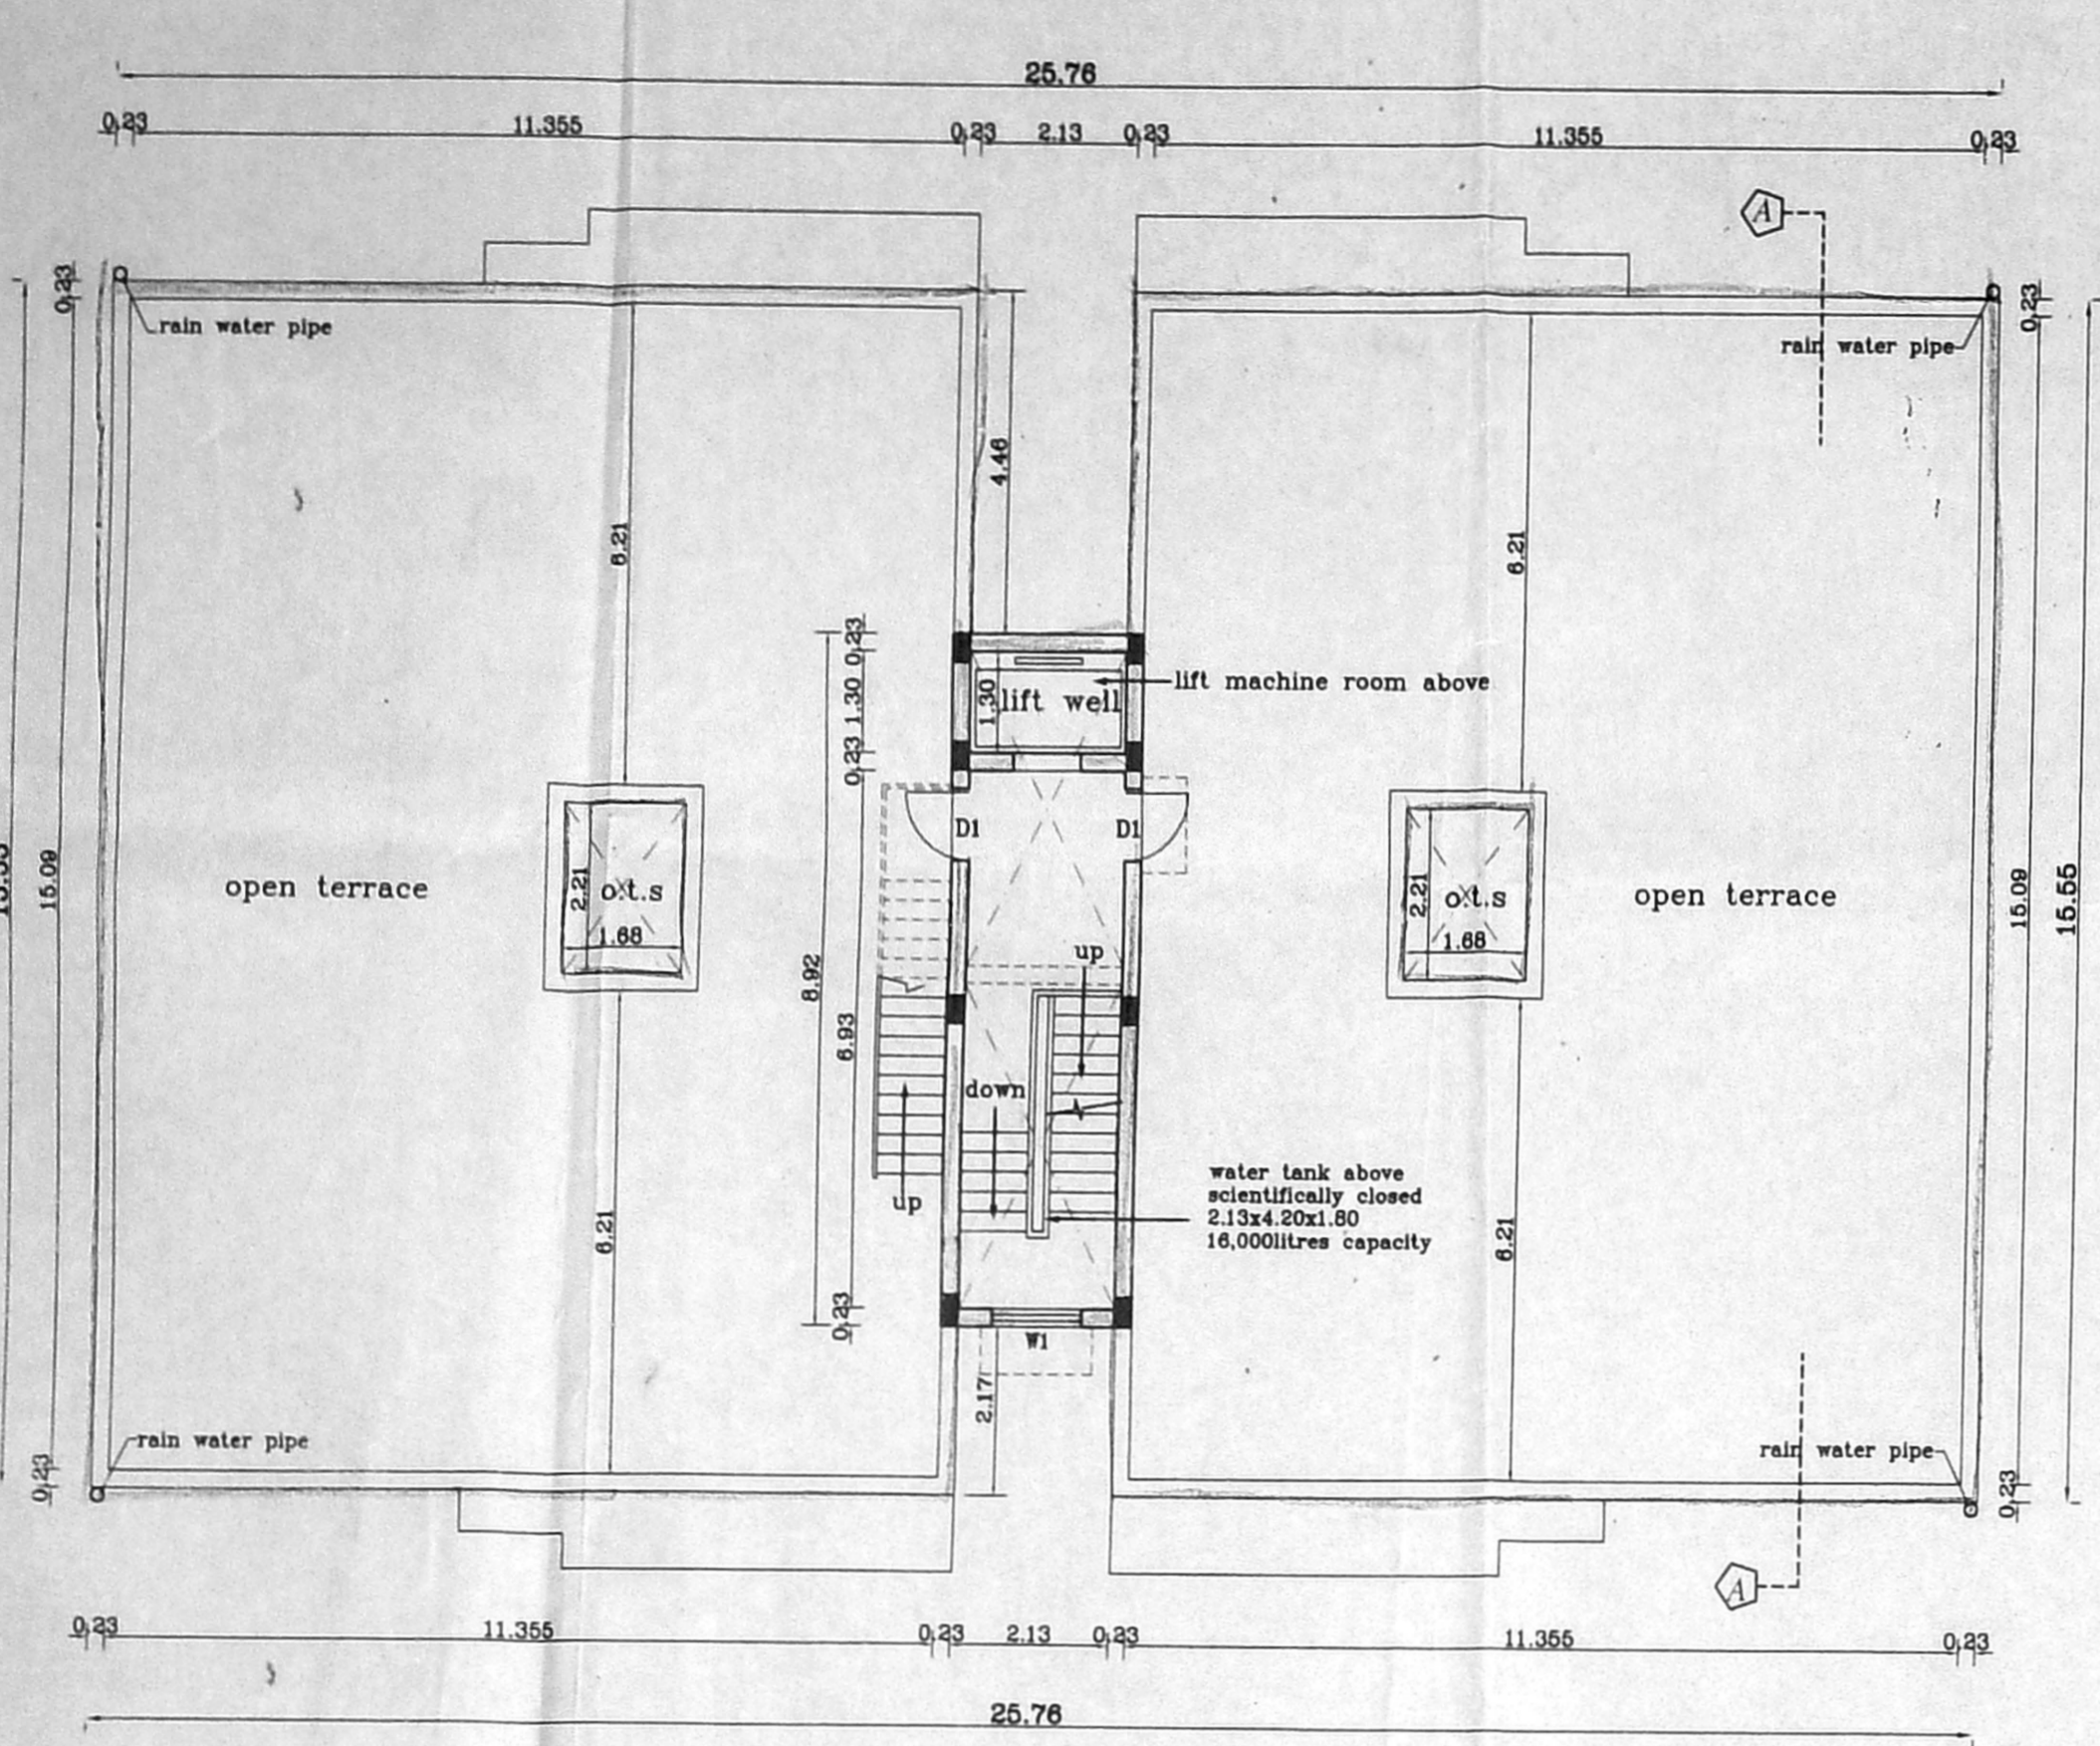 25.76
0.23 11.355 0.23 2.13 0.23 11.355 0.23
A
0.23
rain water pipe
0.23
rain water pipe
4.46
6.21
6.21
0.23
lift machine room above
1.30
1.30
lift well
0.23
D1
D1
15.09
open terrace
2.21
o.t.s
1.68
2.21
o.t.s
1.68
open terrace
15.09
15.55
up
8.92
6.93
down
water tank above
scientifically closed
2.13x4.20x1.80
16,000litres capacity
up
6.21
6.21
0.23
W1
2.17
rain water pipe
rain water pipe
0.23
0.23
A
0.23 11.355 0.23 2.13 0.23 11.355 0.23
25.76